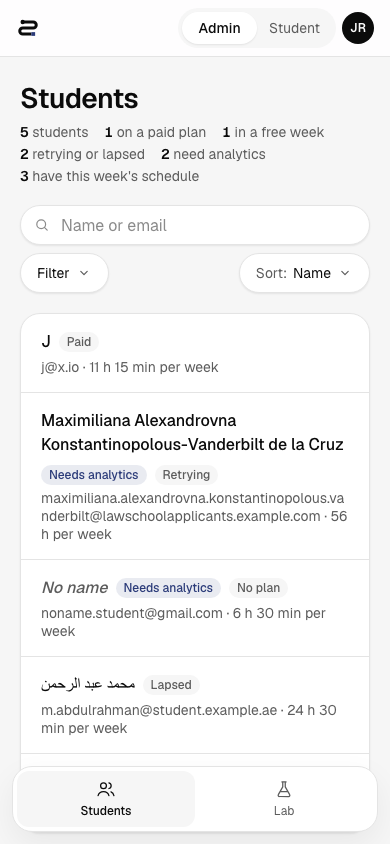 Admin Student JR
Students
5 students 1 on a paid plan 1 in a free week
2 retrying or lapsed 2 need analytics
3 have this week's schedule
Name or email
Filter Sort: Name
J Paid
j@x.io · 11 h 15 min per week
Maximiliana Alexandrovna
Konstantinopolous-Vanderbilt de la Cruz
Needs analytics Retrying
maximiliana.alexandrovna.konstantinopolous.va
nderbilt@lawschoolapplicants.example.com · 56
h per week
No name Needs analytics No plan
noname.student@gmail.com · 6 h 30 min per
week
محمد عبد الرحمن Lapsed
m.abdulrahman@student.example.ae · 24 h 30
min per week
Students Lab